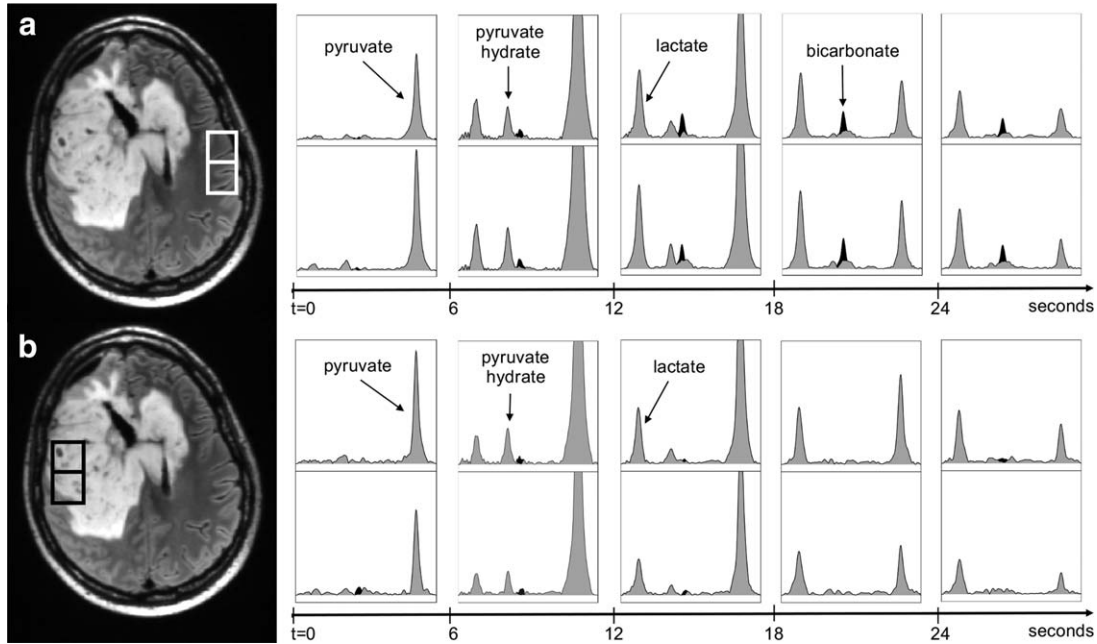 a
pyruvate
pyruvate
hydrate
lactate
bicarbonate
t=0 6 12 18 24 seconds
b
pyruvate
pyruvate
hydrate
lactate
t=0 6 12 18 24 seconds